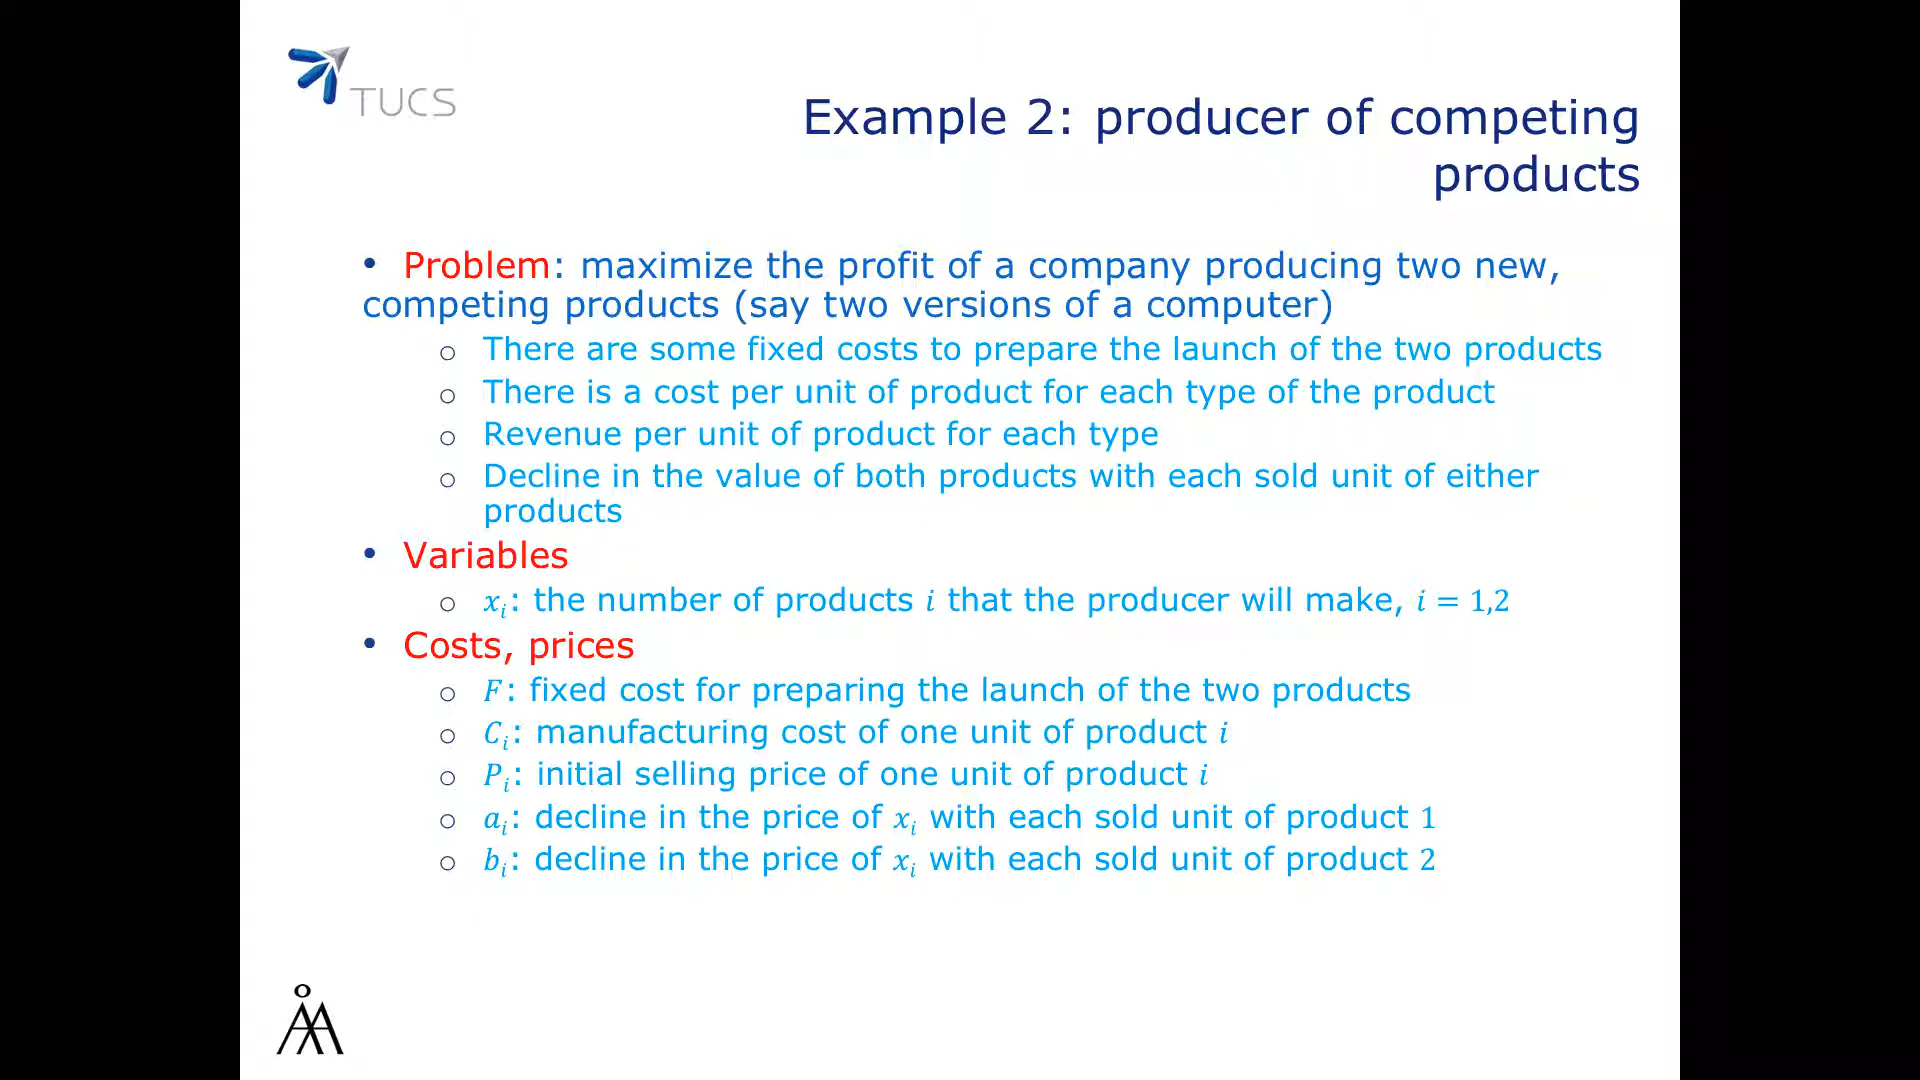 TUCS
Example 2: producer of competing
products
• Problem: maximize the profit of a company producing two new,
competing products (say two versions of a computer)
o There are some fixed costs to prepare the launch of the two products
o There is a cost per unit of product for each type of the product
o Revenue per unit of product for each type
o Decline in the value of both products with each sold unit of either
products
• Variables
o xᵢ: the number of products i that the producer will make, i = 1,2
• Costs, prices
o F: fixed cost for preparing the launch of the two products
o Cᵢ: manufacturing cost of one unit of product i
o Pᵢ: initial selling price of one unit of product i
o aᵢ: decline in the price of xᵢ with each sold unit of product 1
o bᵢ: decline in the price of xᵢ with each sold unit of product 2